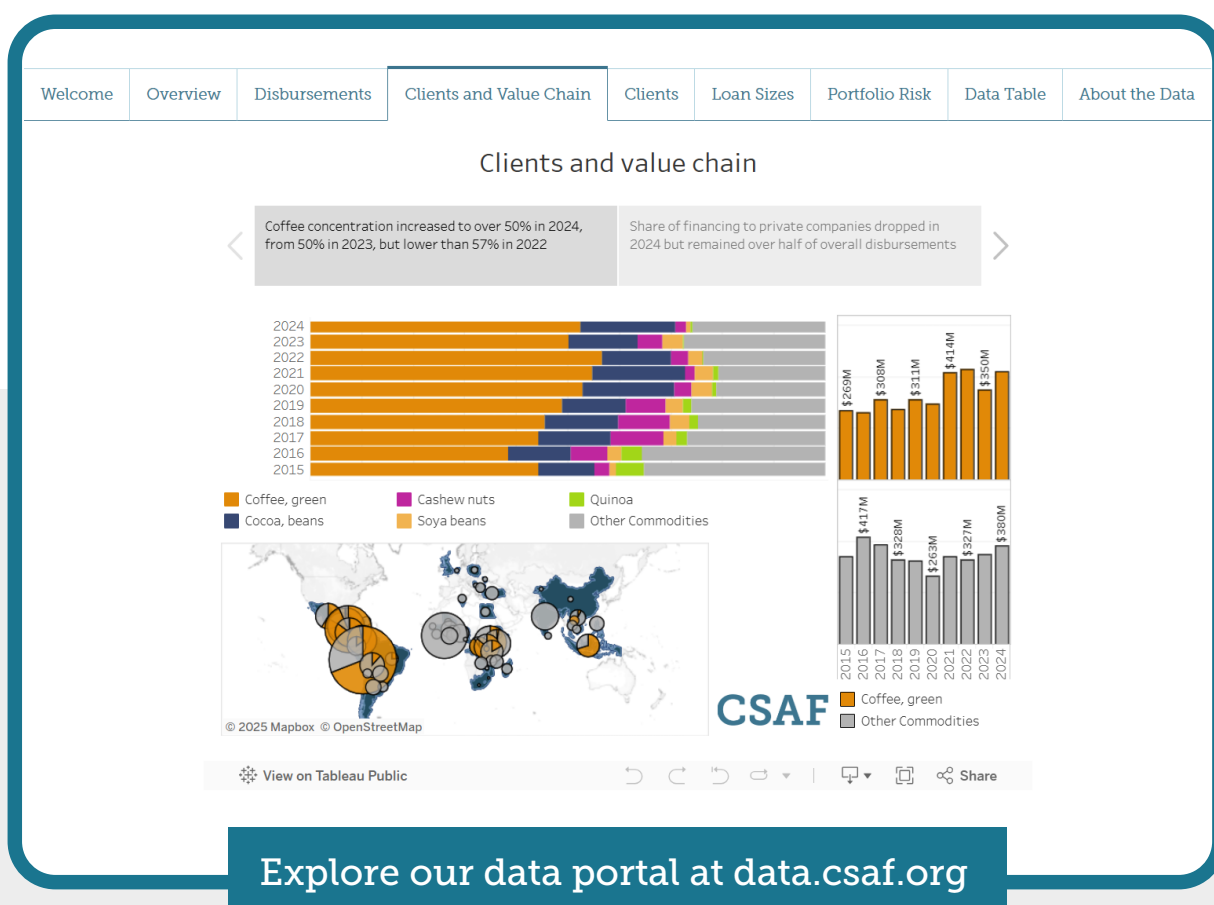 Welcome
Overview
Disbursements
Clients and Value Chain
Clients
Loan Sizes
Portfolio Risk
Data Table
About the Data
Clients and value chain
Coffee concentration increased to over 50% in 2024,
from 50% in 2023, but lower than 57% in 2022
Share of financing to private companies dropped in
2024 but remained over half of overall disbursements
2024
2023
2022
2021
2020
2019
2018
2017
2016
2015
Coffee, green
Cashew nuts
Quinoa
Cocoa, beans
Soya beans
Other Commodities
$269M
$308M
$311M
$414M
$350M
$417M
$328M
$263M
$327M
$380M
2015
2016
2017
2018
2019
2020
2021
2022
2023
2024
Coffee, green
Other Commodities
© 2025 Mapbox © OpenStreetMap
CSAF
View on Tableau Public
Share
Explore our data portal at data.csaf.org